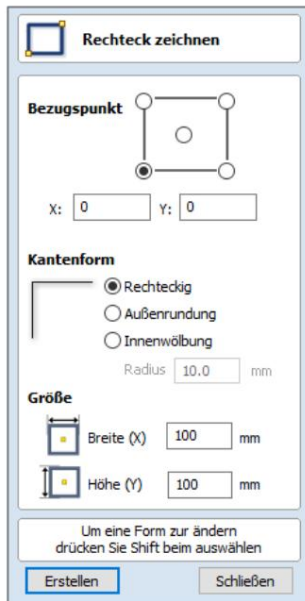 Rechteck zeichnen
Bezugspunkt
X: 0 Y: 0
Kantenform
Rechteckig
Außenrundung
Innenwölbung
Radius 10.0 mm
Größe
Breite (X) 100 mm
Höhe (Y) 100 mm
Um eine Form zur ändern
drücken Sie Shift beim auswählen
Erstellen Schließen